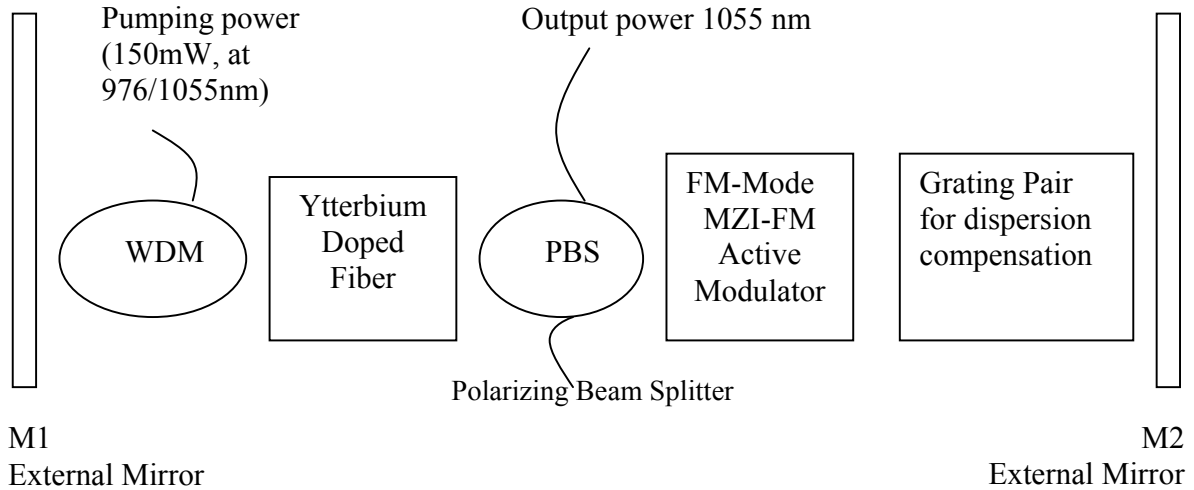 Pumping power
(150mW, at
976/1055nm)
Output power 1055 nm
WDM
Ytterbium
Doped
Fiber
PBS
FM-Mode
MZI-FM
Active
Modulator
Grating Pair
for dispersion
compensation
Polarizing Beam Splitter
M1
External Mirror
M2
External Mirror